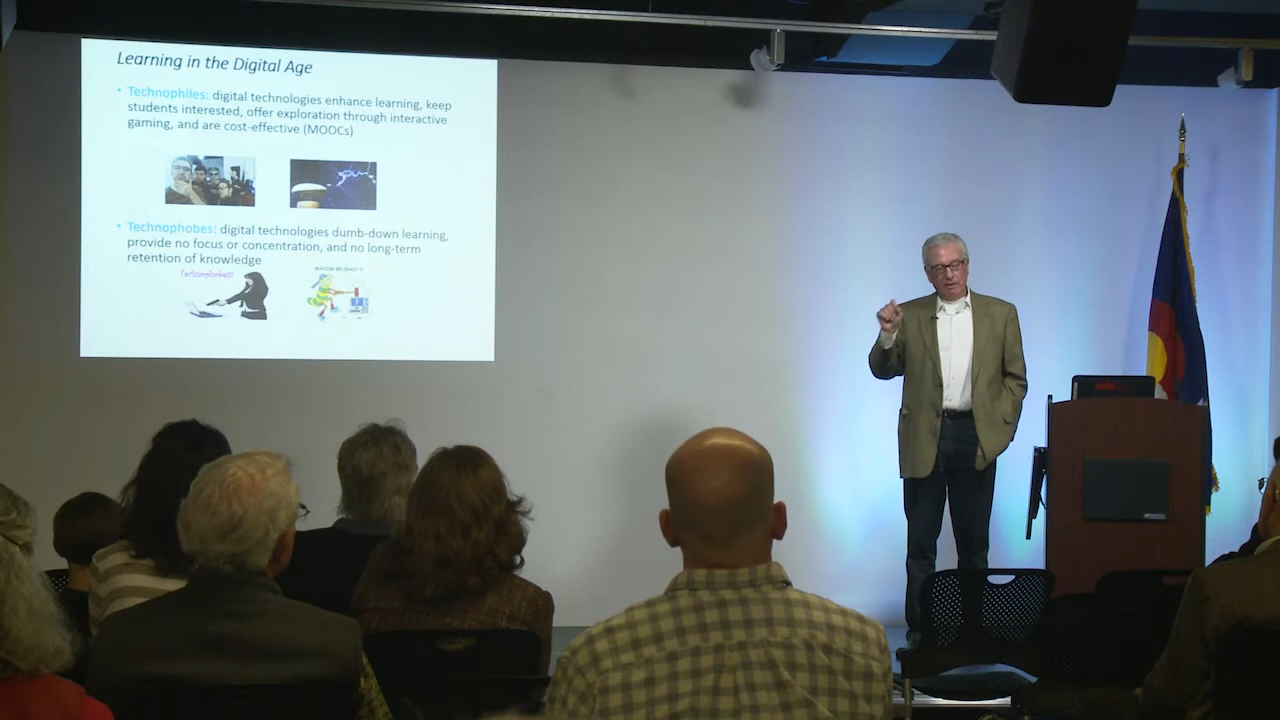 Learning in the Digital Age
• Technophiles: digital technologies enhance learning, keep
students interested, offer exploration through interactive
gaming, and are cost-effective (MOOCs)
• Technophobes: digital technologies dumb-down learning,
provide no focus or concentration, and no long-term
retention of knowledge